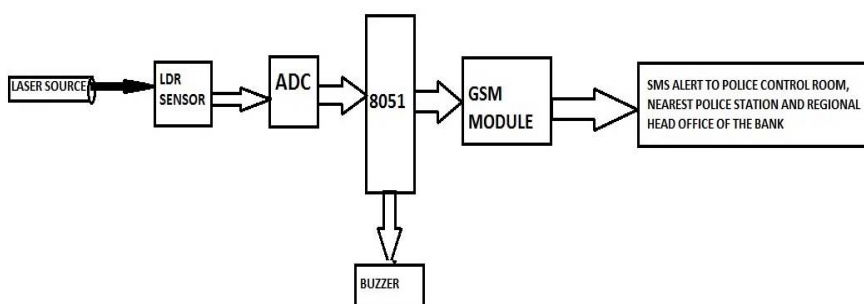 LASER SOURCE
LDR
SENSOR
ADC
8051
GSM
MODULE
SMS ALERT TO POLICE CONTROL ROOM,
NEAREST POLICE STATION AND REGIONAL
HEAD OFFICE OF THE BANK
BUZZER